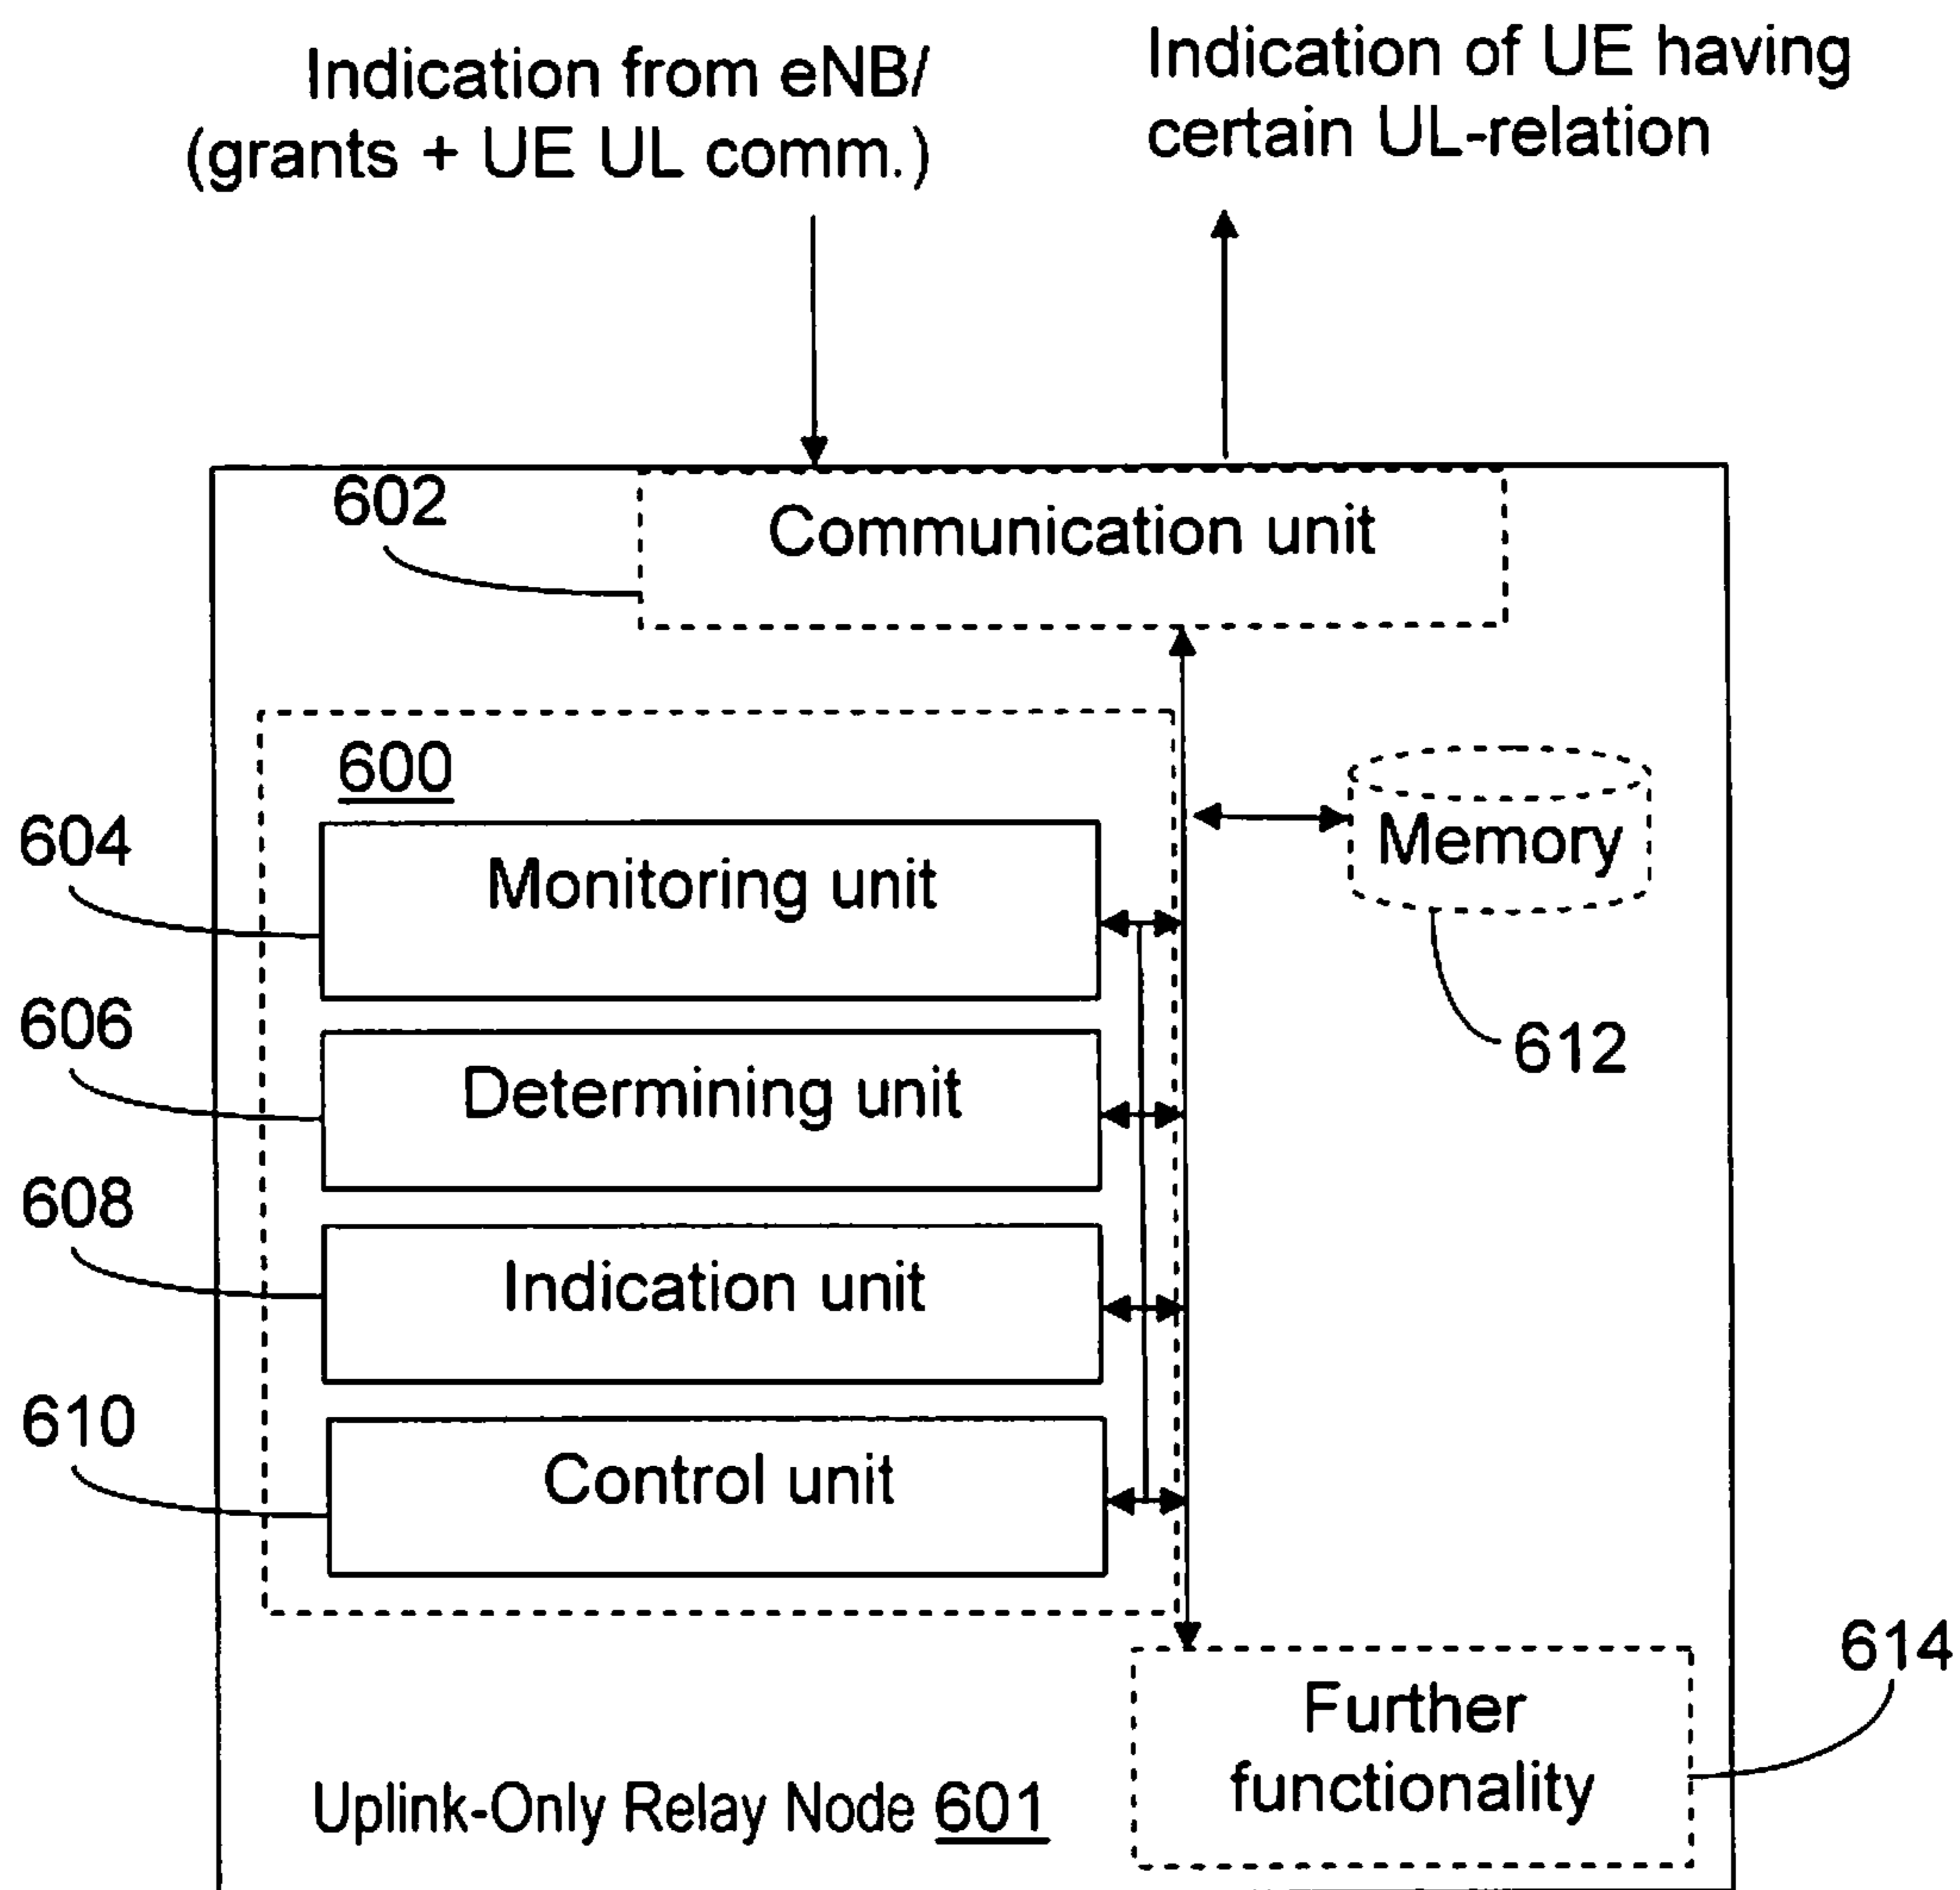 Indication from eNB/
(grants + UE UL comm.)
Indication of UE having
certain UL-relation
602
Communication unit
600
604
Monitoring unit
Memory
606
Determining unit
612
608
Indication unit
610
Control unit
614
Further
functionality
Uplink-Only Relay Node 601